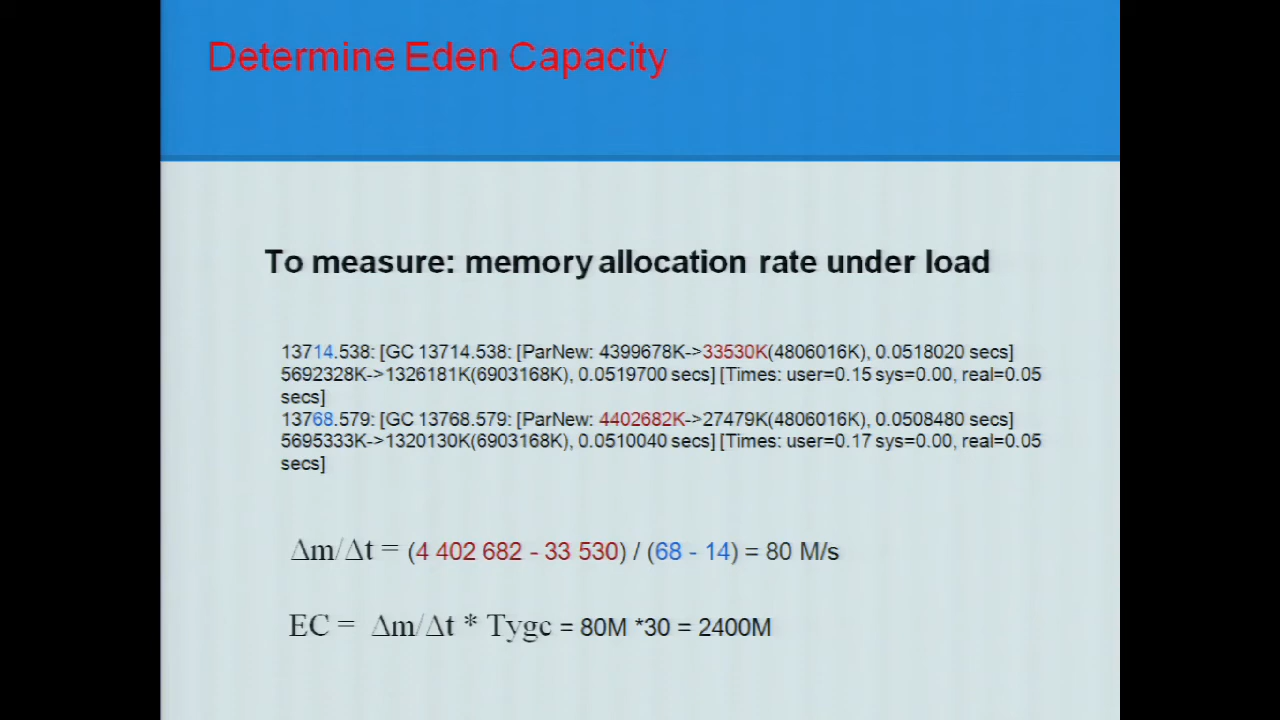 Determine Eden Capacity
To measure: memory allocation rate under load
13714.538: [GC 13714.538: [ParNew: 4399678K->33530K(4806016K), 0.0518020 secs]
5692328K->1326181K(6903168K), 0.0519700 secs] [Times: user=0.15 sys=0.00, real=0.05
secs]
13768.579: [GC 13768.579: [ParNew: 4402682K->27479K(4806016K), 0.0508480 secs]
5695333K->1320130K(6903168K), 0.0510040 secs] [Times: user=0.17 sys=0.00, real=0.05
secs]
Δm/Δt = (4 402 682 - 33 530) / (68 - 14) = 80 M/s
EC = Δm/Δt * Tygc = 80M *30 = 2400M